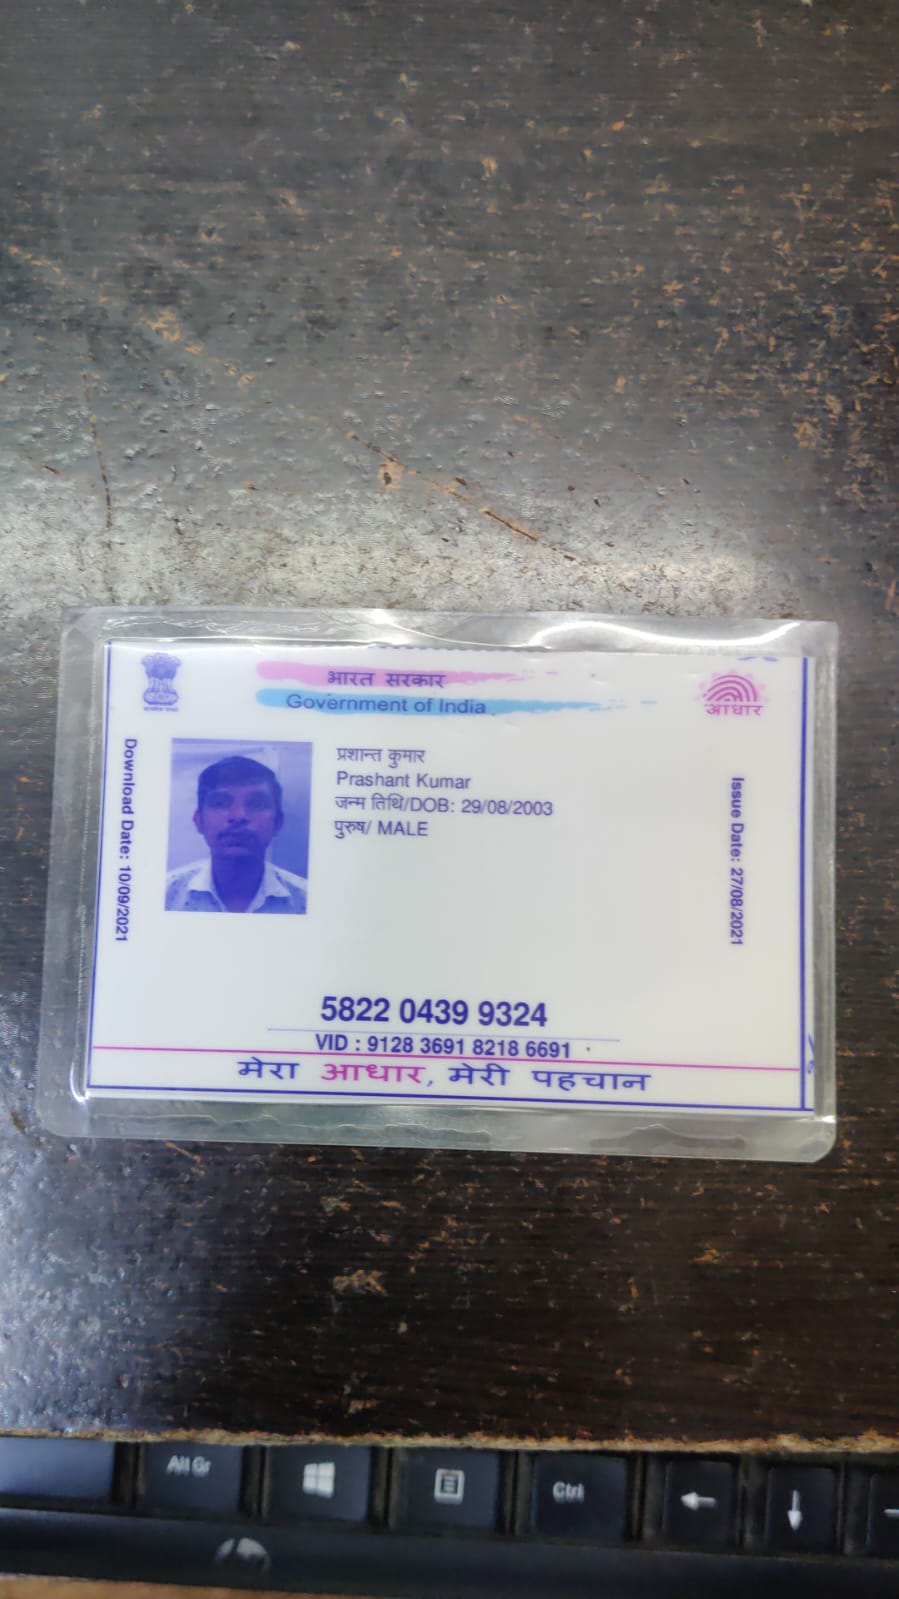 भारत सरकार
Government of India
आधार
Download Date: 10/09/2021
प्रशान्त कुमार
Prashant Kumar
जन्म तिथि/DOB: 29/08/2003
पुरुष/ MALE
Issue Date: 27/08/2021
5822 0439 9324
VID : 9128 3691 8218 6691
मेरा आधार, मेरी पहचान
Alt Gr
Ctrl